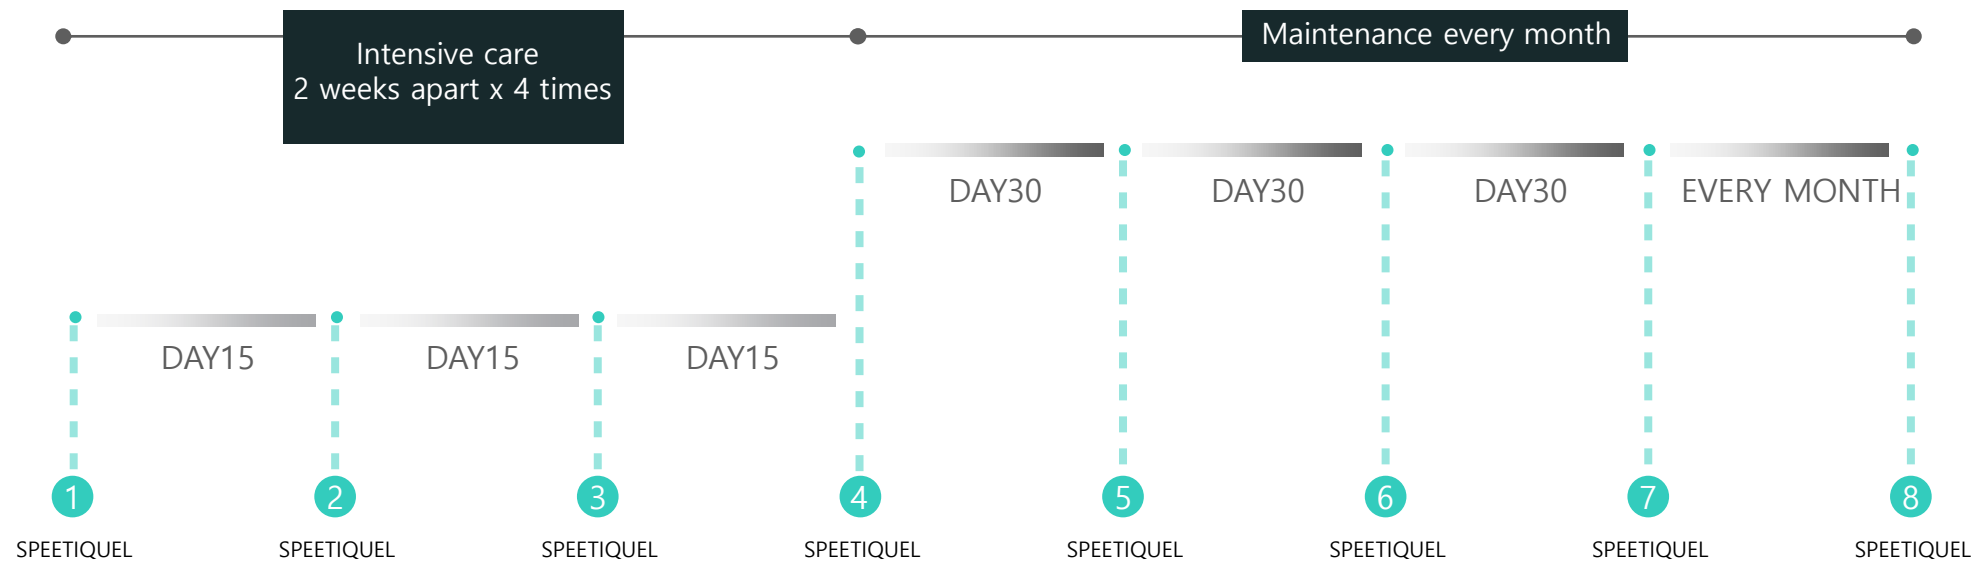 Intensive care
2 weeks apart x 4 times
Maintenance every month
DAY30
DAY30
DAY30
EVERY MONTH
DAY15
DAY15
DAY15
1
2
3
4
5
6
7
8
SPEETIQUEL
SPEETIQUEL
SPEETIQUEL
SPEETIQUEL
SPEETIQUEL
SPEETIQUEL
SPEETIQUEL
SPEETIQUEL